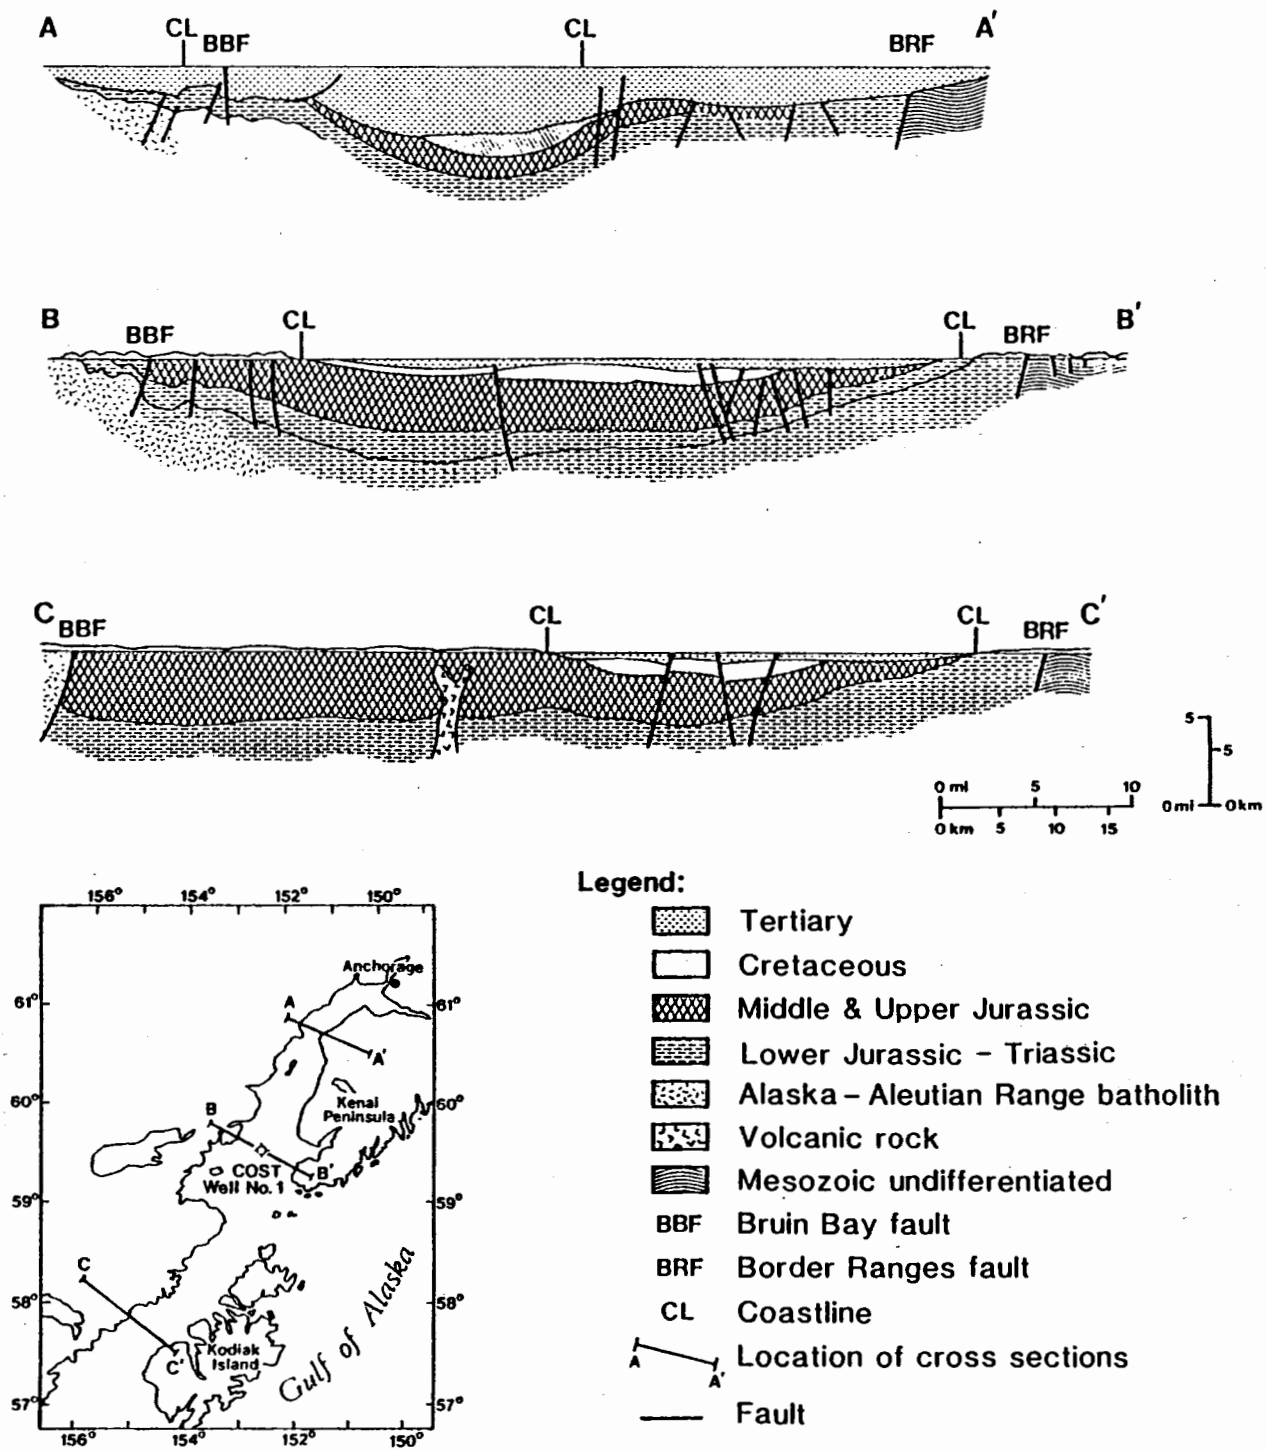 A CL BBF CL BRF A'
B BBF CL CL BRF B'
C BBF CL CL BRF C'
5
5
0 mi 5 10 0 mi 0 km
0 km 5 10 15
156° 154° 152° 150°
Anchorage
61° A 61°
A'
60° B Kenai 60°
Peninsula
COST B'
Well No. 1
59° 59°
C
58° 58°
Kodiak
Island
C'
Gulf of Alaska
57° 57°
156° 154° 152° 150°
Legend:
Tertiary
Cretaceous
Middle & Upper Jurassic
Lower Jurassic - Triassic
Alaska - Aleutian Range batholith
Volcanic rock
Mesozoic undifferentiated
BBF Bruin Bay fault
BRF Border Ranges fault
CL Coastline
A A' Location of cross sections
Fault